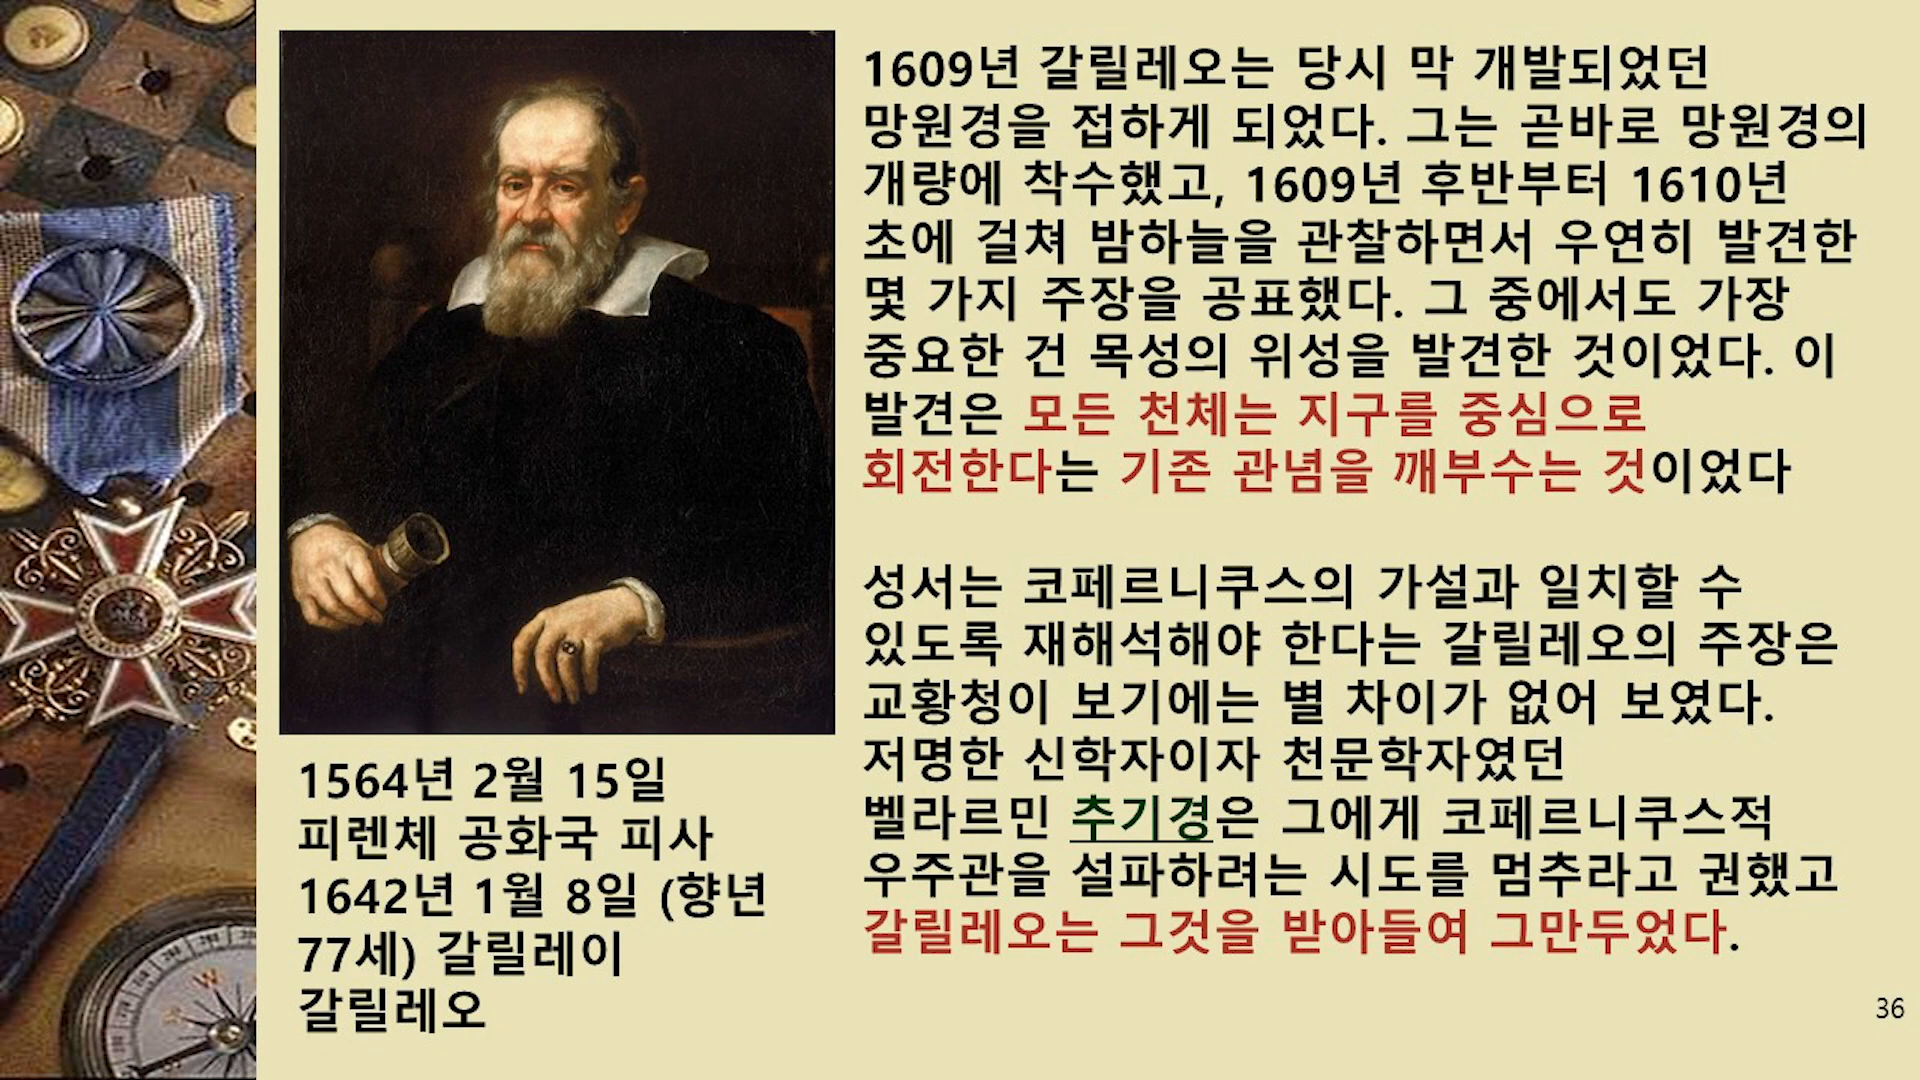 1609년 갈릴레오는 당시 막 개발되었던
망원경을 접하게 되었다. 그는 곧바로 망원경의
개량에 착수했고, 1609년 후반부터 1610년
초에 걸쳐 밤하늘을 관찰하면서 우연히 발견한
몇 가지 주장을 공표했다. 그 중에서도 가장
중요한 건 목성의 위성을 발견한 것이었다. 이
발견은 모든 천체는 지구를 중심으로
회전한다는 기존 관념을 깨부수는 것이었다
성서는 코페르니쿠스의 가설과 일치할 수
있도록 재해석해야 한다는 갈릴레오의 주장은
교황청이 보기에는 별 차이가 없어 보였다.
저명한 신학자이자 천문학자였던
벨라르민 추기경은 그에게 코페르니쿠스적
우주관을 설파하려는 시도를 멈추라고 권했고
갈릴레오는 그것을 받아들여 그만두었다.
1564년 2월 15일
피렌체 공화국 피사
1642년 1월 8일 (향년
77세) 갈릴레이
갈릴레오
36